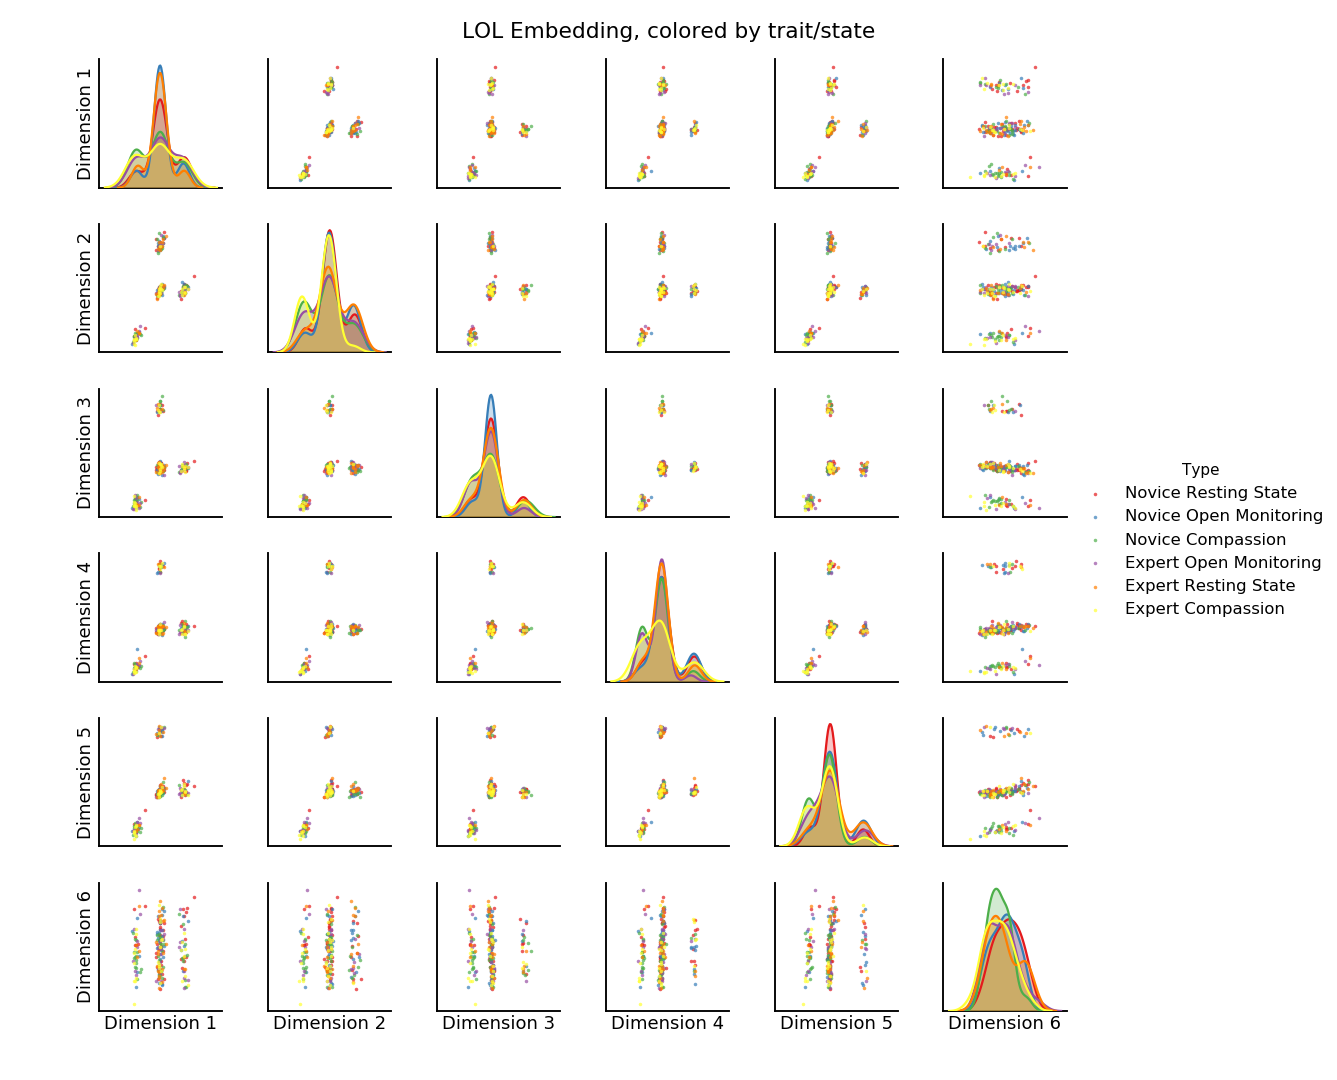 LOL Embedding, colored by trait/state
Dimension 1
Dimension 2
Dimension 3
Dimension 4
Dimension 5
Dimension 6
Dimension 1
Dimension 2
Dimension 3
Dimension 4
Dimension 5
Dimension 6
Type
Novice Resting State
Novice Open Monitoring
Novice Compassion
Expert Open Monitoring
Expert Resting State
Expert Compassion